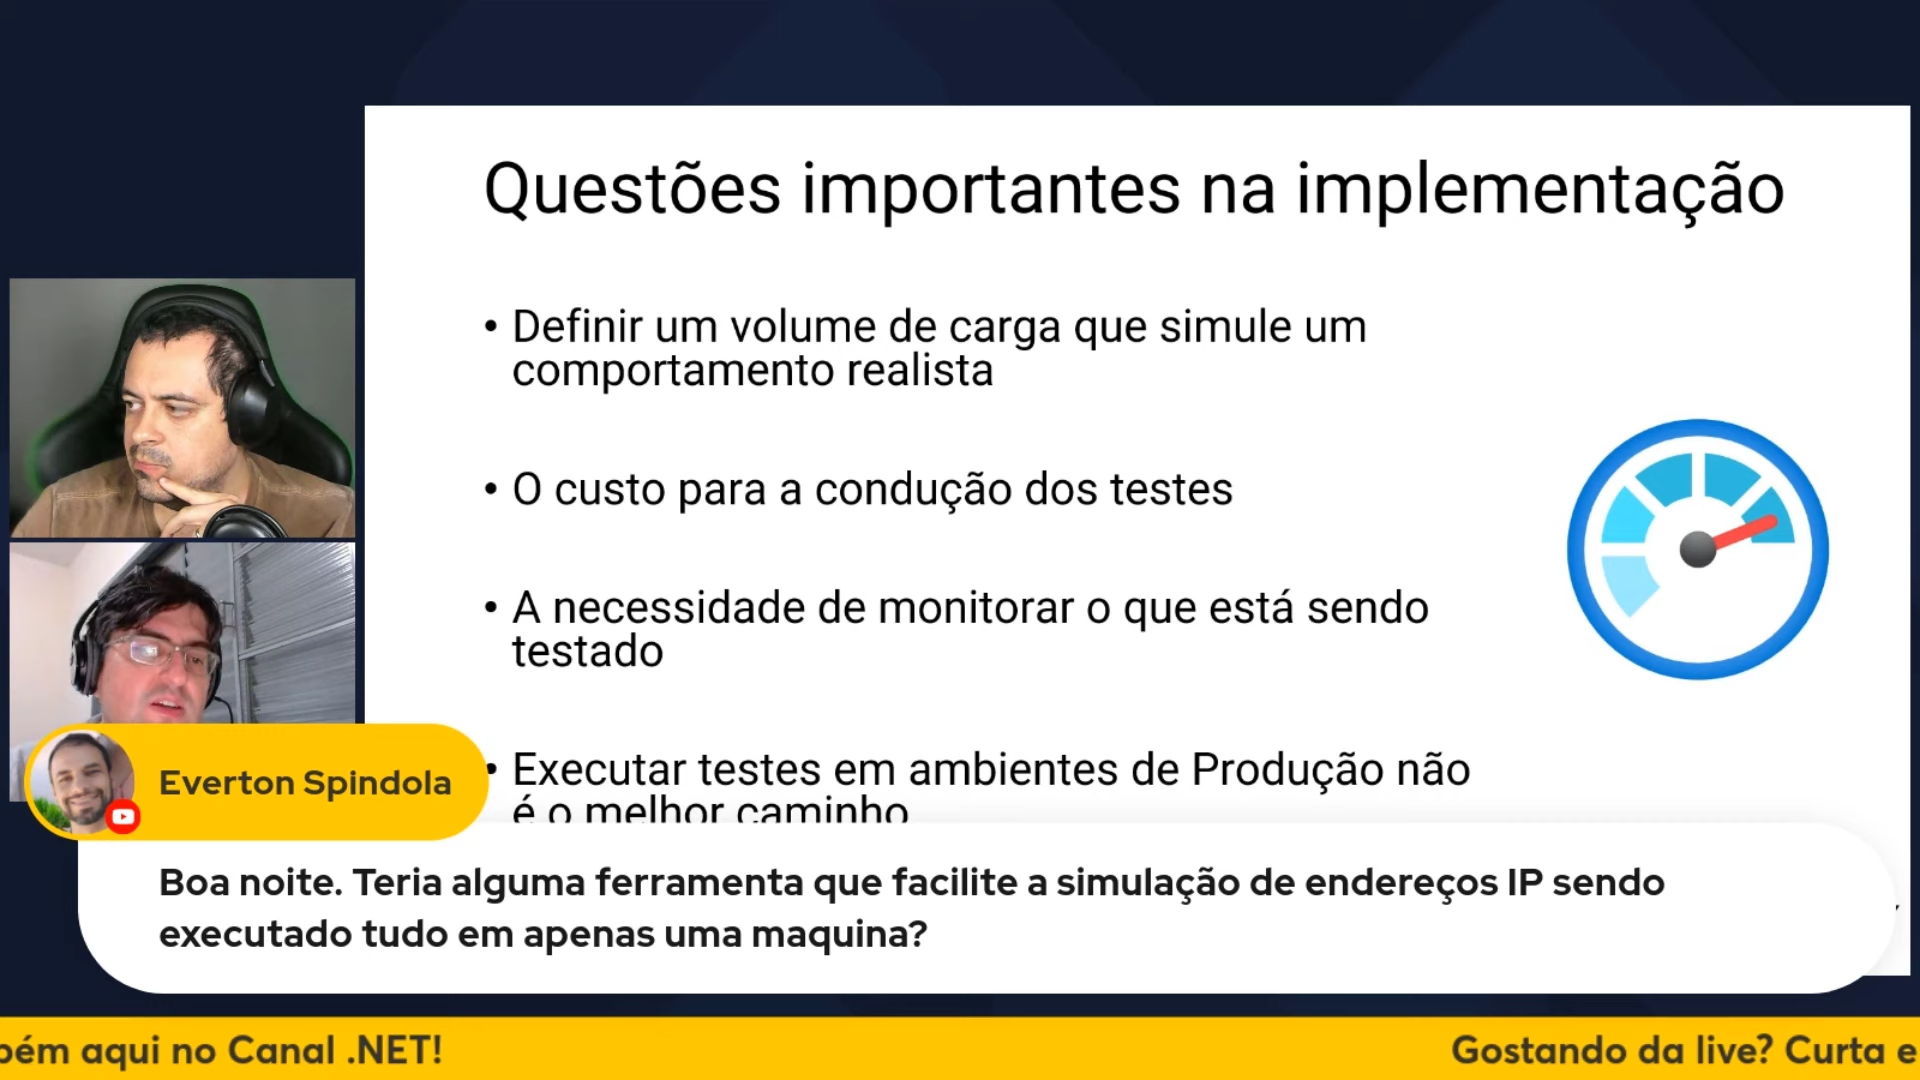 Questões importantes na implementação
• Definir um volume de carga que simule um
comportamento realista
• O custo para a condução dos testes
• A necessidade de monitorar o que está sendo
testado
• Executar testes em ambientes de Produção não
é o melhor caminho
Everton Spindola
Boa noite. Teria alguma ferramenta que facilite a simulação de endereços IP sendo
executado tudo em apenas uma maquina?
aqui no Canal .NET!
Gostando da live? Curta e